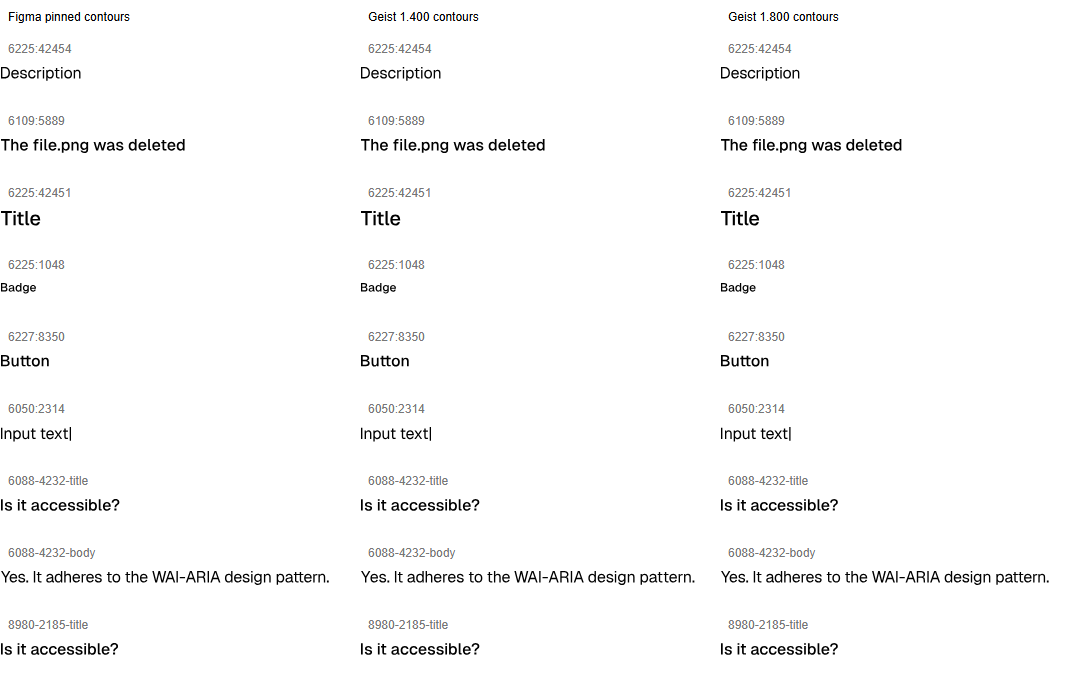 Figma pinned contours Geist 1.400 contours Geist 1.800 contours
6225:42454 6225:42454 6225:42454
Description Description Description
6109:5889 6109:5889 6109:5889
The file.png was deleted The file.png was deleted The file.png was deleted
6225:42451 6225:42451 6225:42451
Title Title Title
6225:1048 6225:1048 6225:1048
Badge Badge Badge
6227:8350 6227:8350 6227:8350
Button Button Button
6050:2314 6050:2314 6050:2314
Input text| Input text| Input text|
6088-4232-title 6088-4232-title 6088-4232-title
Is it accessible? Is it accessible? Is it accessible?
6088-4232-body 6088-4232-body 6088-4232-body
Yes. It adheres to the WAI-ARIA design pattern. Yes. It adheres to the WAI-ARIA design pattern. Yes. It adheres to the WAI-ARIA design pattern.
8980-2185-title 8980-2185-title 8980-2185-title
Is it accessible? Is it accessible? Is it accessible?